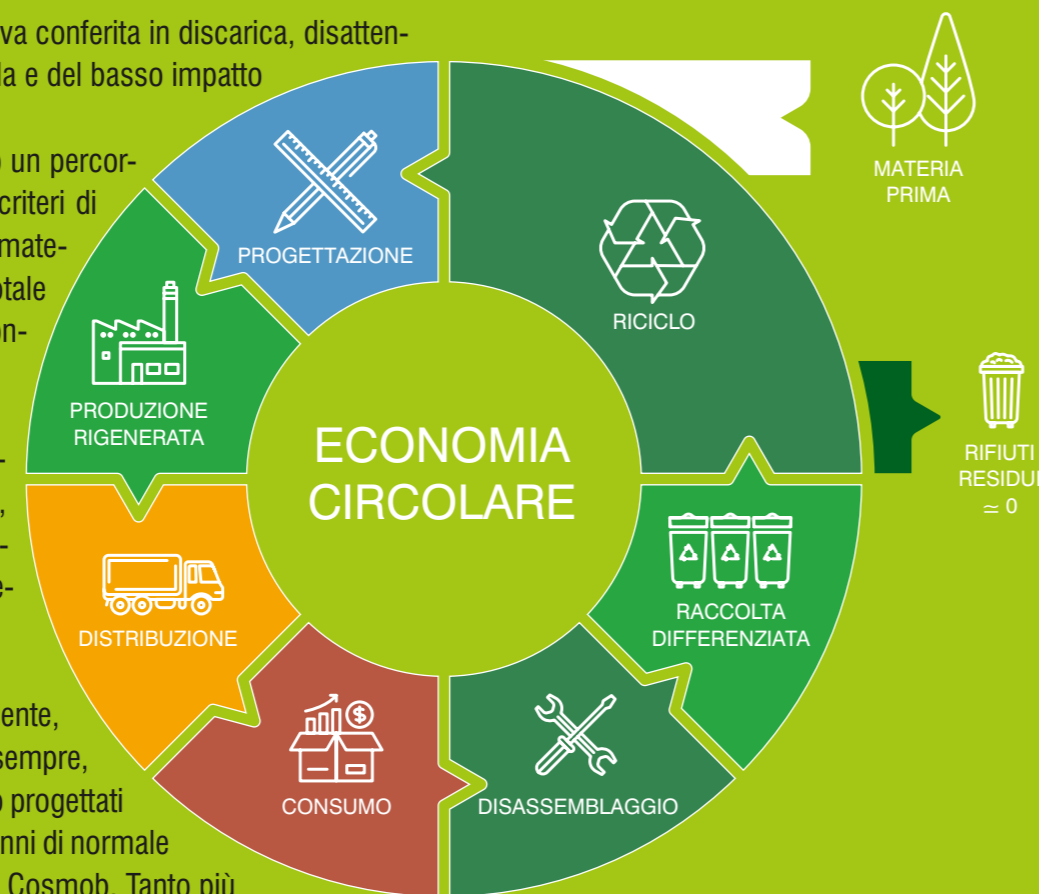 va conferita in discarica, disatten-
la e del basso impatto
o un percor-
criteri di
mate-
otale
on-
-
,
-
e-
ente,
sempre,
o progettati
anni di normale
Cosmob. Tanto più
PROGETTAZIONE
RICICLO
MATERIA
PRIMA
PRODUZIONE
RIGENERATA
ECONOMIA
CIRCOLARE
RIFIUTI
RESIDUI
≃ 0
DISTRIBUZIONE
RACCOLTA
DIFFERENZIATA
CONSUMO
$
DISASSEMBLAGGIO